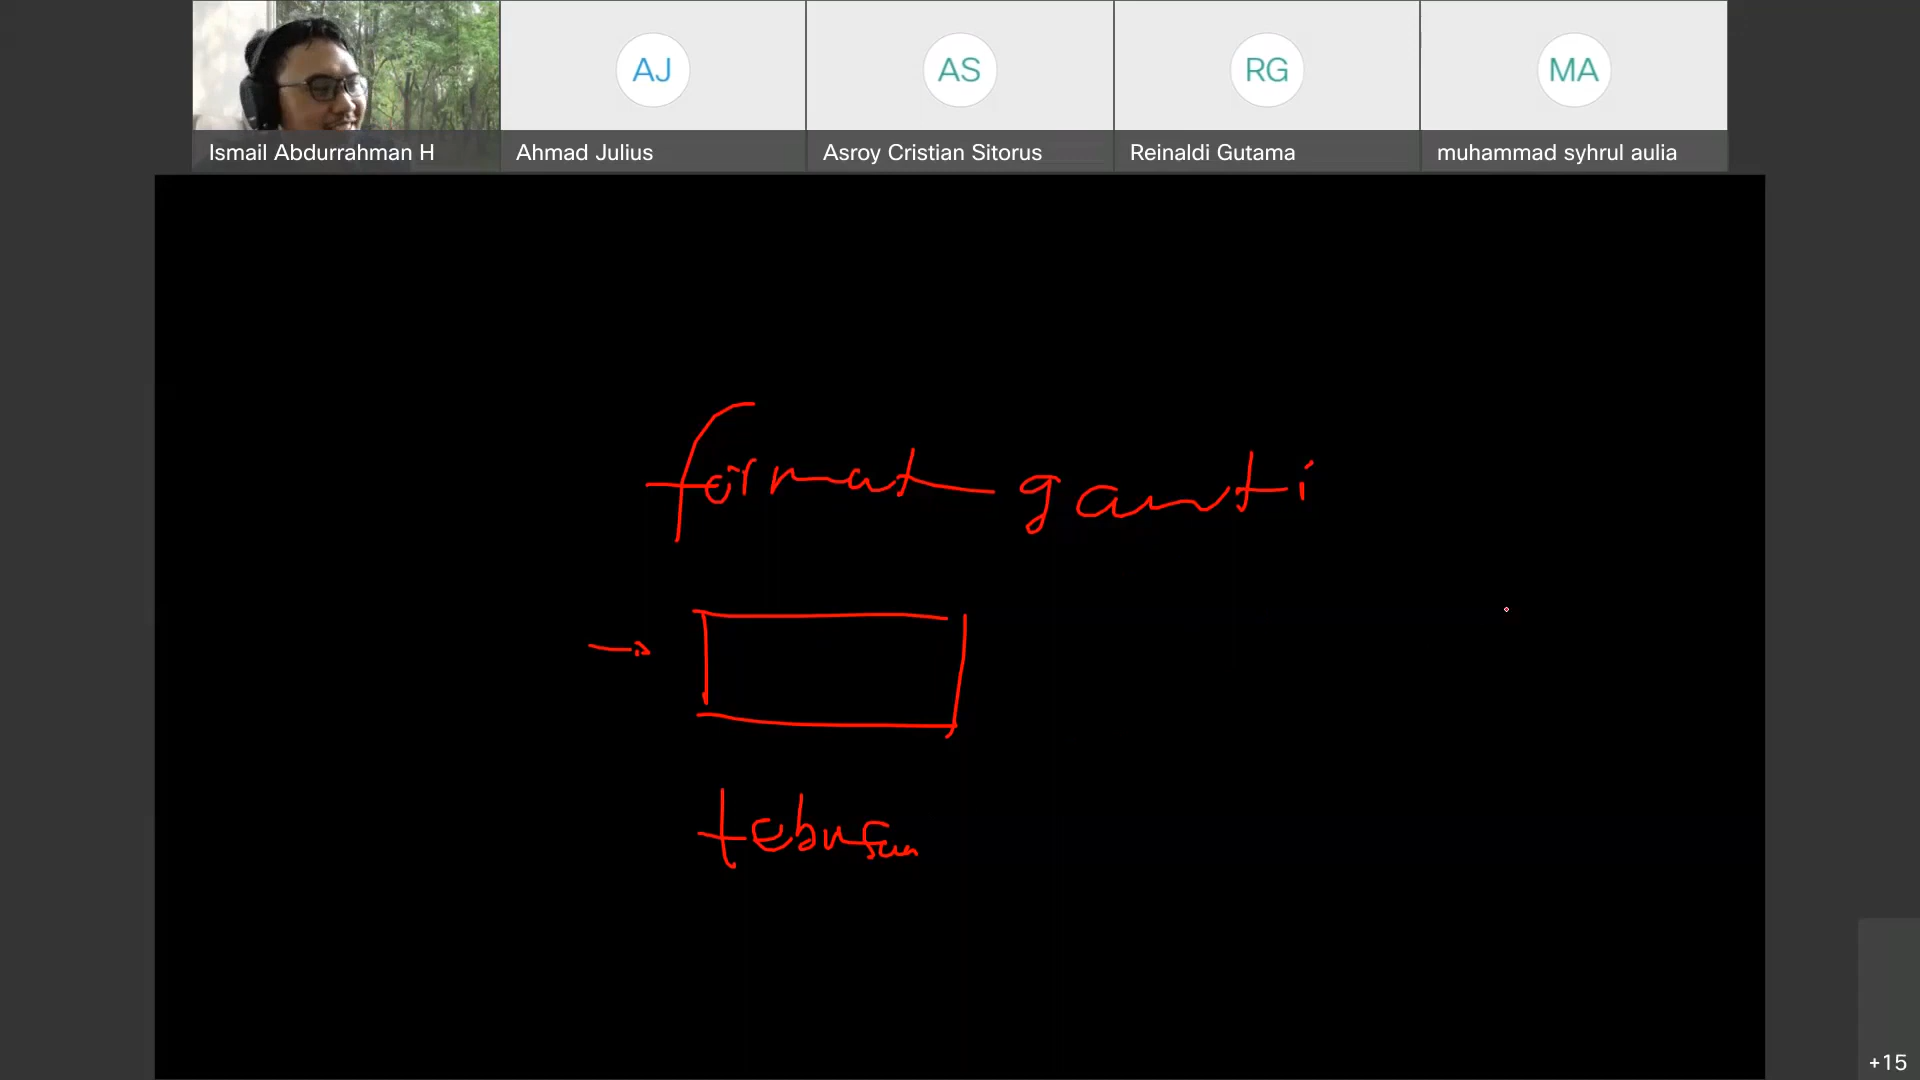 AJ
AS
RG
MA
Ismail Abdurrahman H
Ahmad Julius
Asroy Cristian Sitorus
Reinaldi Gutama
muhammad syhrul aulia
format ganti
tebusan
+15